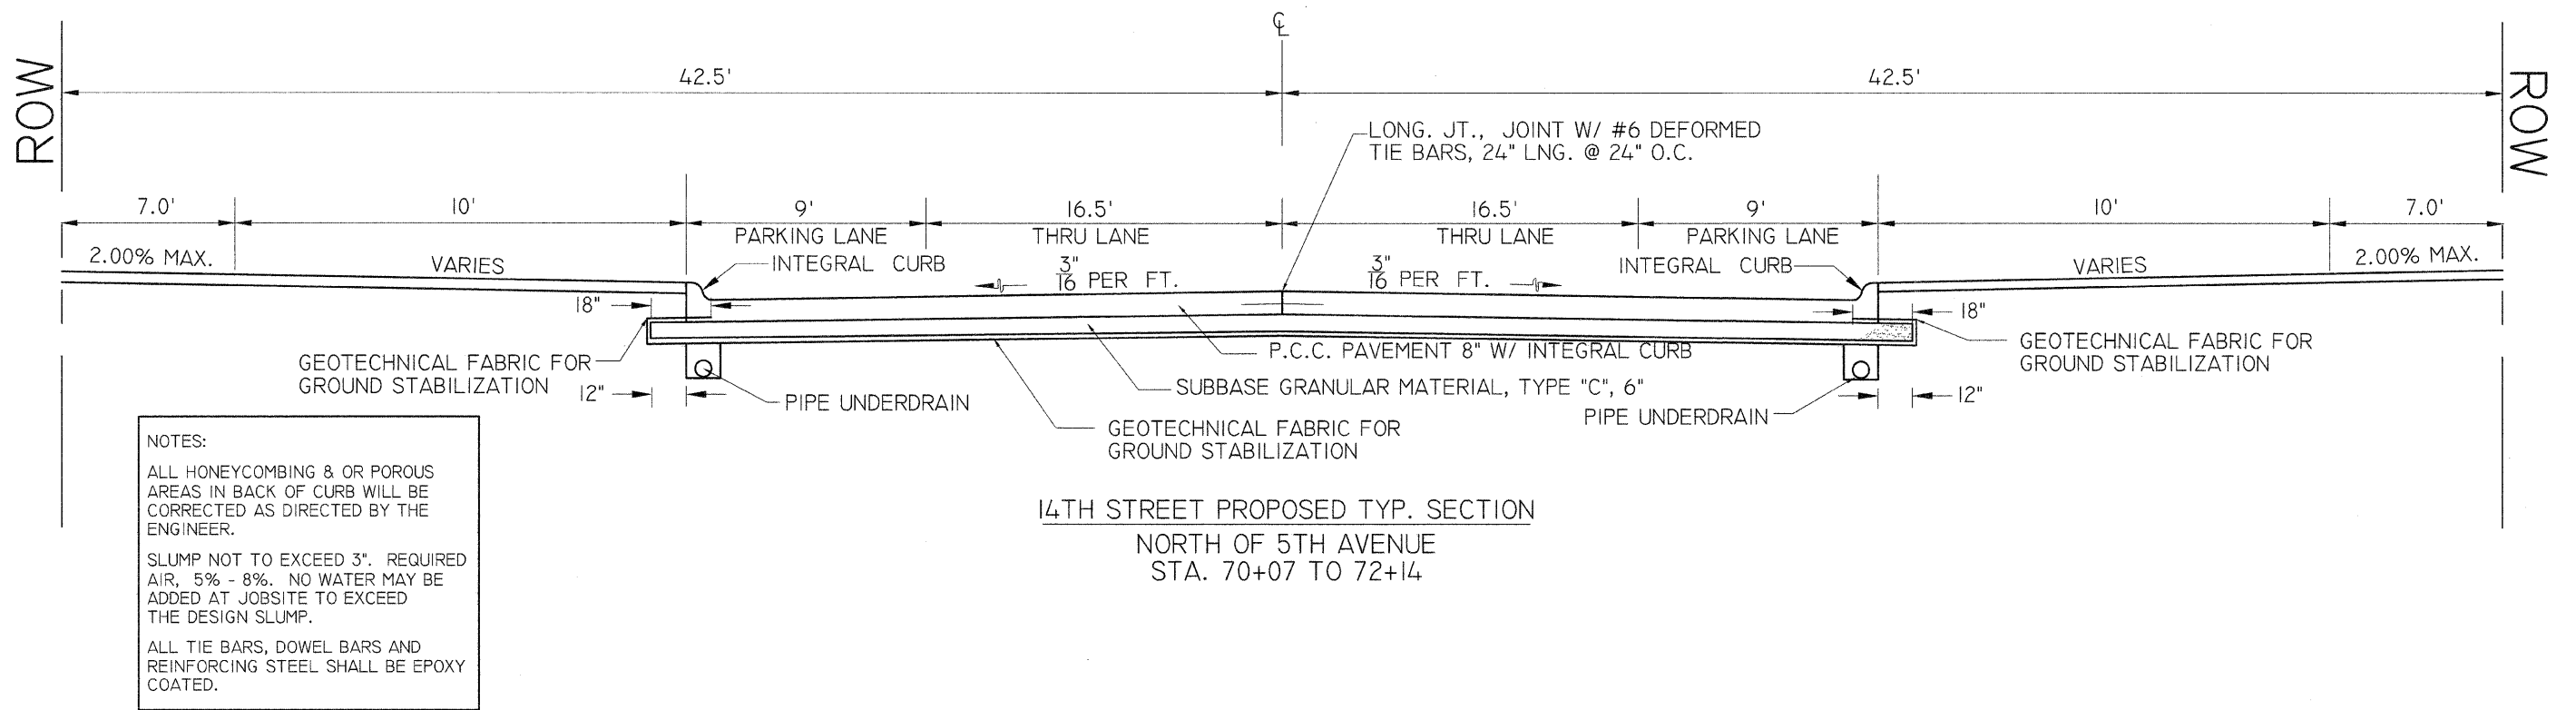 ℄
42.5'
42.5'
ROW
ROW
LONG. JT., JOINT W/ #6 DEFORMED
TIE BARS, 24" LNG. @ 24" O.C.
7.0'
10'
9'
16.5'
16.5'
9'
10'
7.0'
PARKING LANE
THRU LANE
THRU LANE
PARKING LANE
2.00% MAX.
VARIES
INTEGRAL CURB
3/16" PER FT.
3/16" PER FT.
INTEGRAL CURB
VARIES
2.00% MAX.
18"
18"
GEOTECHNICAL FABRIC FOR
GROUND STABILIZATION
P.C.C. PAVEMENT 8" W/ INTEGRAL CURB
GEOTECHNICAL FABRIC FOR
GROUND STABILIZATION
12"
PIPE UNDERDRAIN
SUBBASE GRANULAR MATERIAL, TYPE "C", 6"
PIPE UNDERDRAIN
12"
GEOTECHNICAL FABRIC FOR
GROUND STABILIZATION
NOTES:
ALL HONEYCOMBING & OR POROUS
AREAS IN BACK OF CURB WILL BE
CORRECTED AS DIRECTED BY THE
ENGINEER.
SLUMP NOT TO EXCEED 3". REQUIRED
AIR, 5% - 8%. NO WATER MAY BE
ADDED AT JOBSITE TO EXCEED
THE DESIGN SLUMP.
ALL TIE BARS, DOWEL BARS AND
REINFORCING STEEL SHALL BE EPOXY
COATED.
14TH STREET PROPOSED TYP. SECTION
NORTH OF 5TH AVENUE
STA. 70+07 TO 72+14